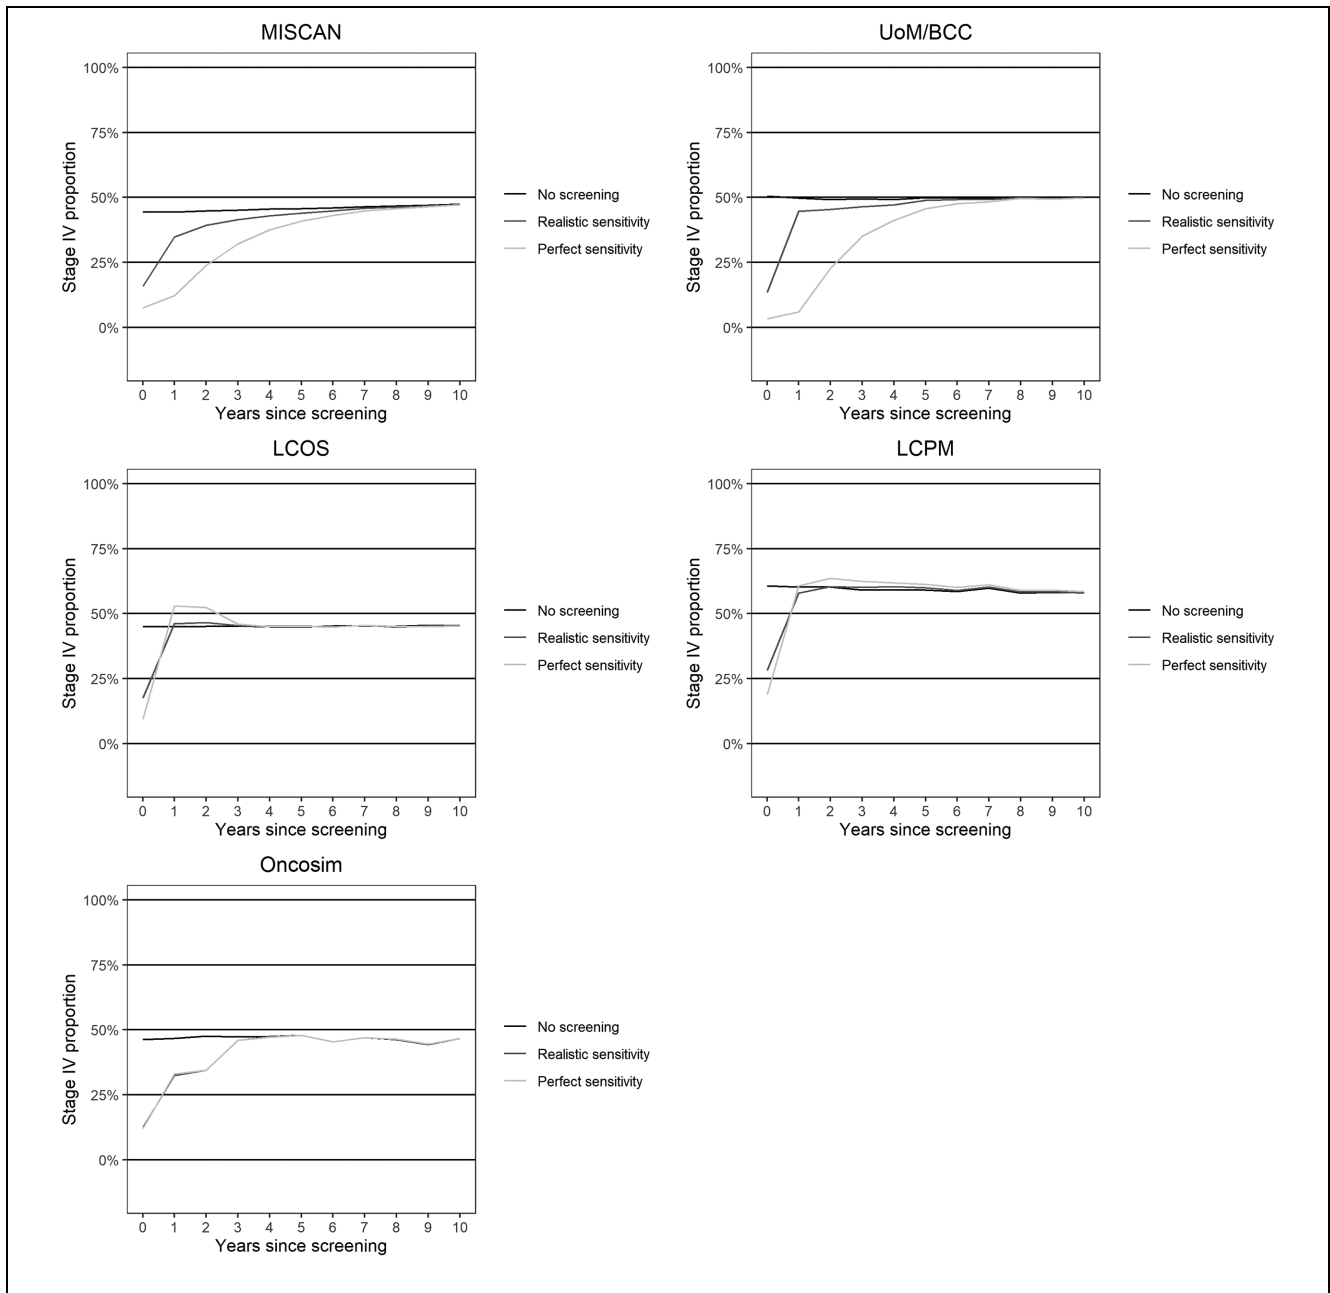 MISCAN
100%
75%
50%
25%
0%
Stage IV proportion
0 1 2 3 4 5 6 7 8 9 10
Years since screening
No screening
Realistic sensitivity
Perfect sensitivity
UoM/BCC
100%
75%
50%
25%
0%
Stage IV proportion
0 1 2 3 4 5 6 7 8 9 10
Years since screening
No screening
Realistic sensitivity
Perfect sensitivity
LCOS
100%
75%
50%
25%
0%
Stage IV proportion
0 1 2 3 4 5 6 7 8 9 10
Years since screening
No screening
Realistic sensitivity
Perfect sensitivity
LCPM
100%
75%
50%
25%
0%
Stage IV proportion
0 1 2 3 4 5 6 7 8 9 10
Years since screening
No screening
Realistic sensitivity
Perfect sensitivity
Oncosim
100%
75%
50%
25%
0%
Stage IV proportion
0 1 2 3 4 5 6 7 8 9 10
Years since screening
No screening
Realistic sensitivity
Perfect sensitivity